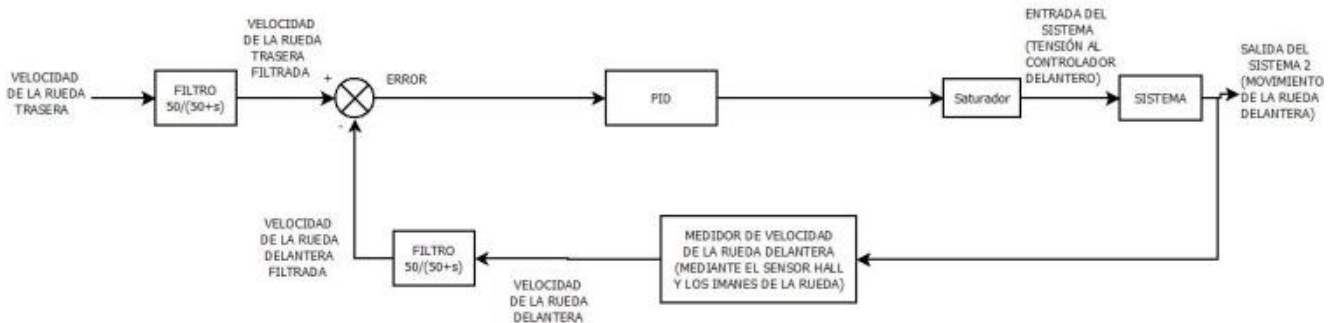 VELOCIDAD
DE LA RUEDA
TRASERA
FILTRO
50/(50+s)
VELOCIDAD
DE LA RUEDA
TRASERA
FILTRADA
+
-
ERROR
PID
Saturador
ENTRADA DEL
SISTEMA
(TENSIÓN AL
CONTROLADOR
DELANTERO)
SISTEMA
SALIDA DEL
SISTEMA 2
(MOVIMIENTO
DE LA RUEDA
DELANTERA)
MEDIDOR DE VELOCIDAD
DE LA RUEDA DELANTERA
(MEDIANTE EL SENSOR HALL
Y LOS IMANES DE LA RUEDA)
VELOCIDAD
DE LA RUEDA
DELANTERA
FILTRO
50/(50+s)
VELOCIDAD
DE LA RUEDA
DELANTERA
FILTRADA